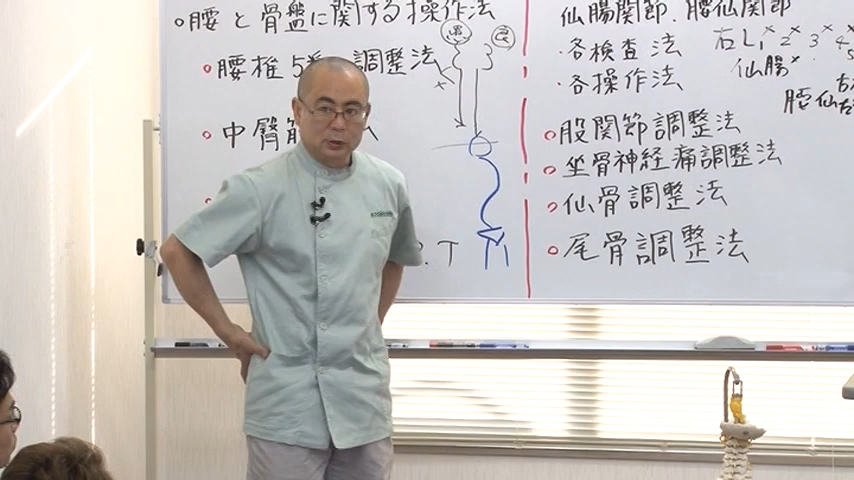 腰と骨盤に関する操作法
腰椎5
調整法
中臀筋
法
悪
良
.T
仙腸関節、腰仙関節
・各検査法
・各操作法
右L1× 2× 3× 4×
5
仙腸×
腰仙
股関節調整法
坐骨神経痛調整法
仙骨調整法
尾骨調整法